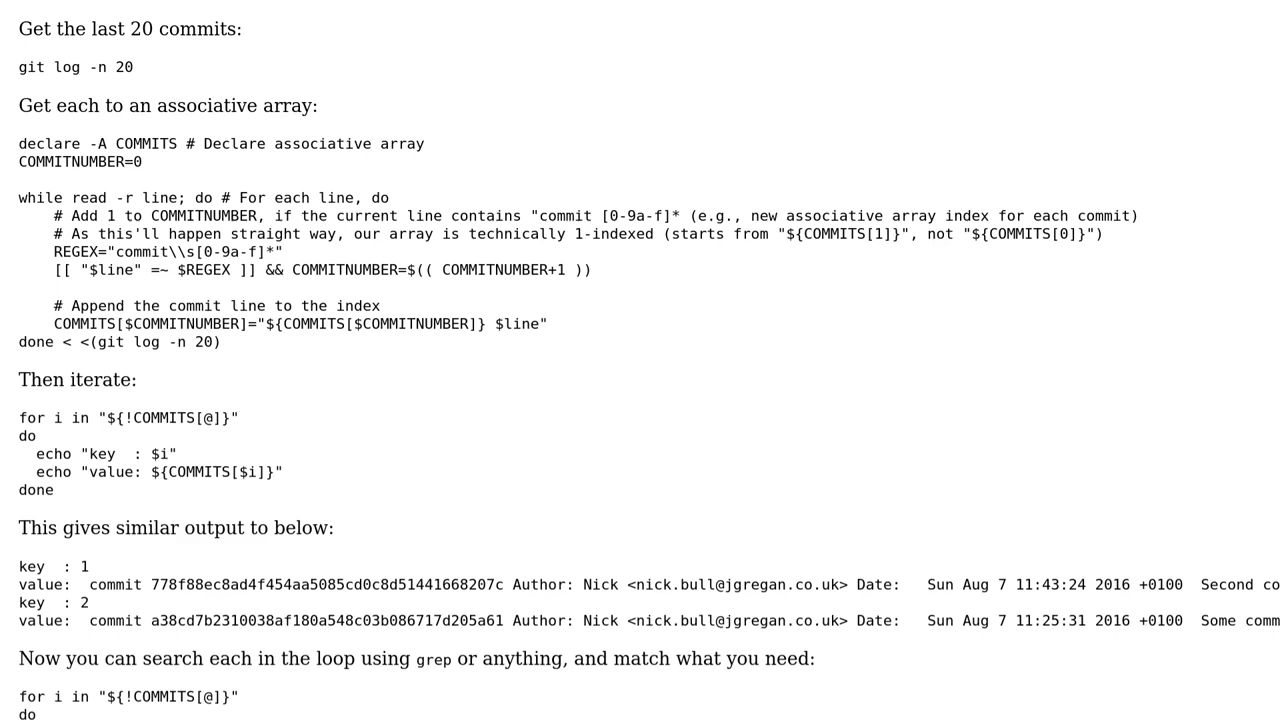 Get the last 20 commits:
git log -n 20
Get each to an associative array:
declare -A COMMITS # Declare associative array
COMMITNUMBER=0
while read -r line; do # For each line, do
    # Add 1 to COMMITNUMBER, if the current line contains "commit [0-9a-f]* (e.g., new associative array index for each commit)
    # As this'll happen straight way, our array is technically 1-indexed (starts from "${COMMITS[1]}", not "${COMMITS[0]}")
    REGEX="commit\\s[0-9a-f]*"
    [[ "$line" =~ $REGEX ]] && COMMITNUMBER=$(( COMMITNUMBER+1 ))
    # Append the commit line to the index
    COMMITS[$COMMITNUMBER]="${COMMITS[$COMMITNUMBER]} $line"
done < <(git log -n 20)
Then iterate:
for i in "${!COMMITS[@]}"
do
  echo "key  : $i"
  echo "value: ${COMMITS[$i]}"
done
This gives similar output to below:
key  : 1
value:  commit 778f88ec8ad4f454aa5085cd0c8d51441668207c Author: Nick <nick.bull@jgregan.co.uk> Date:   Sun Aug 7 11:43:24 2016 +0100  Second co
key  : 2
value:  commit a38cd7b2310038af180a548c03b086717d205a61 Author: Nick <nick.bull@jgregan.co.uk> Date:   Sun Aug 7 11:25:31 2016 +0100  Some comm
Now you can search each in the loop using grep or anything, and match what you need:
for i in "${!COMMITS[@]}"
do